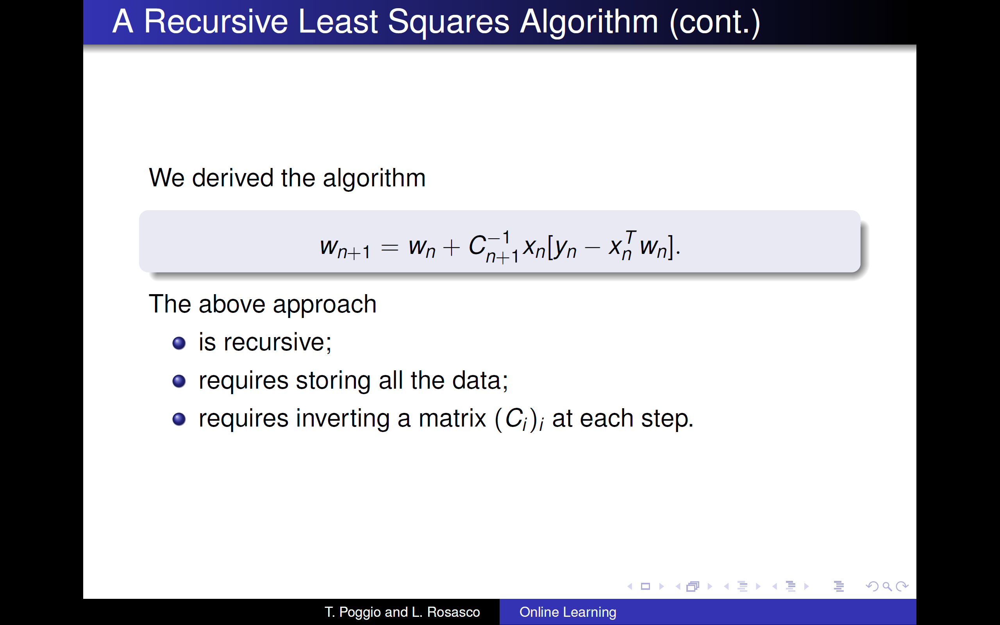 A Recursive Least Squares Algorithm (cont.)
We derived the algorithm
$w_{n+1} = w_n + C_{n+1}^{-1} x_n [y_n - x_n^T w_n].$
The above approach
is recursive;
requires storing all the data;
requires inverting a matrix $(C_i)_i$ at each step.
T. Poggio and L. Rosasco
Online Learning